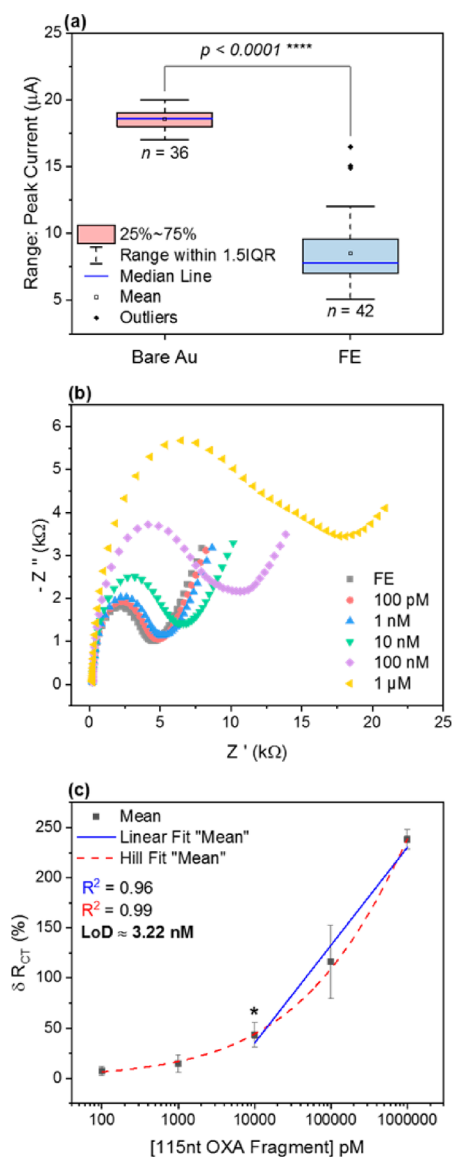 (a)
p < 0.0001 ****
Range: Peak Current (μA)
25
20
15
10
5
n = 36
n = 42
25%~75%
Range within 1.5IQR
Median Line
Mean
Outliers
Bare Au
FE
(b)
- Z " (kΩ)
6
5
4
3
2
1
0
FE
100 pM
1 nM
10 nM
100 nM
1 μM
0
5
10
15
20
25
Z ' (kΩ)
(c)
Mean
Linear Fit "Mean"
Hill Fit "Mean"
R² = 0.96
R² = 0.99
LoD ≈ 3.22 nM
*
δ R_CT (%)
250
200
150
100
50
0
100
1000
10000
100000
1000000
[115nt OXA Fragment] pM